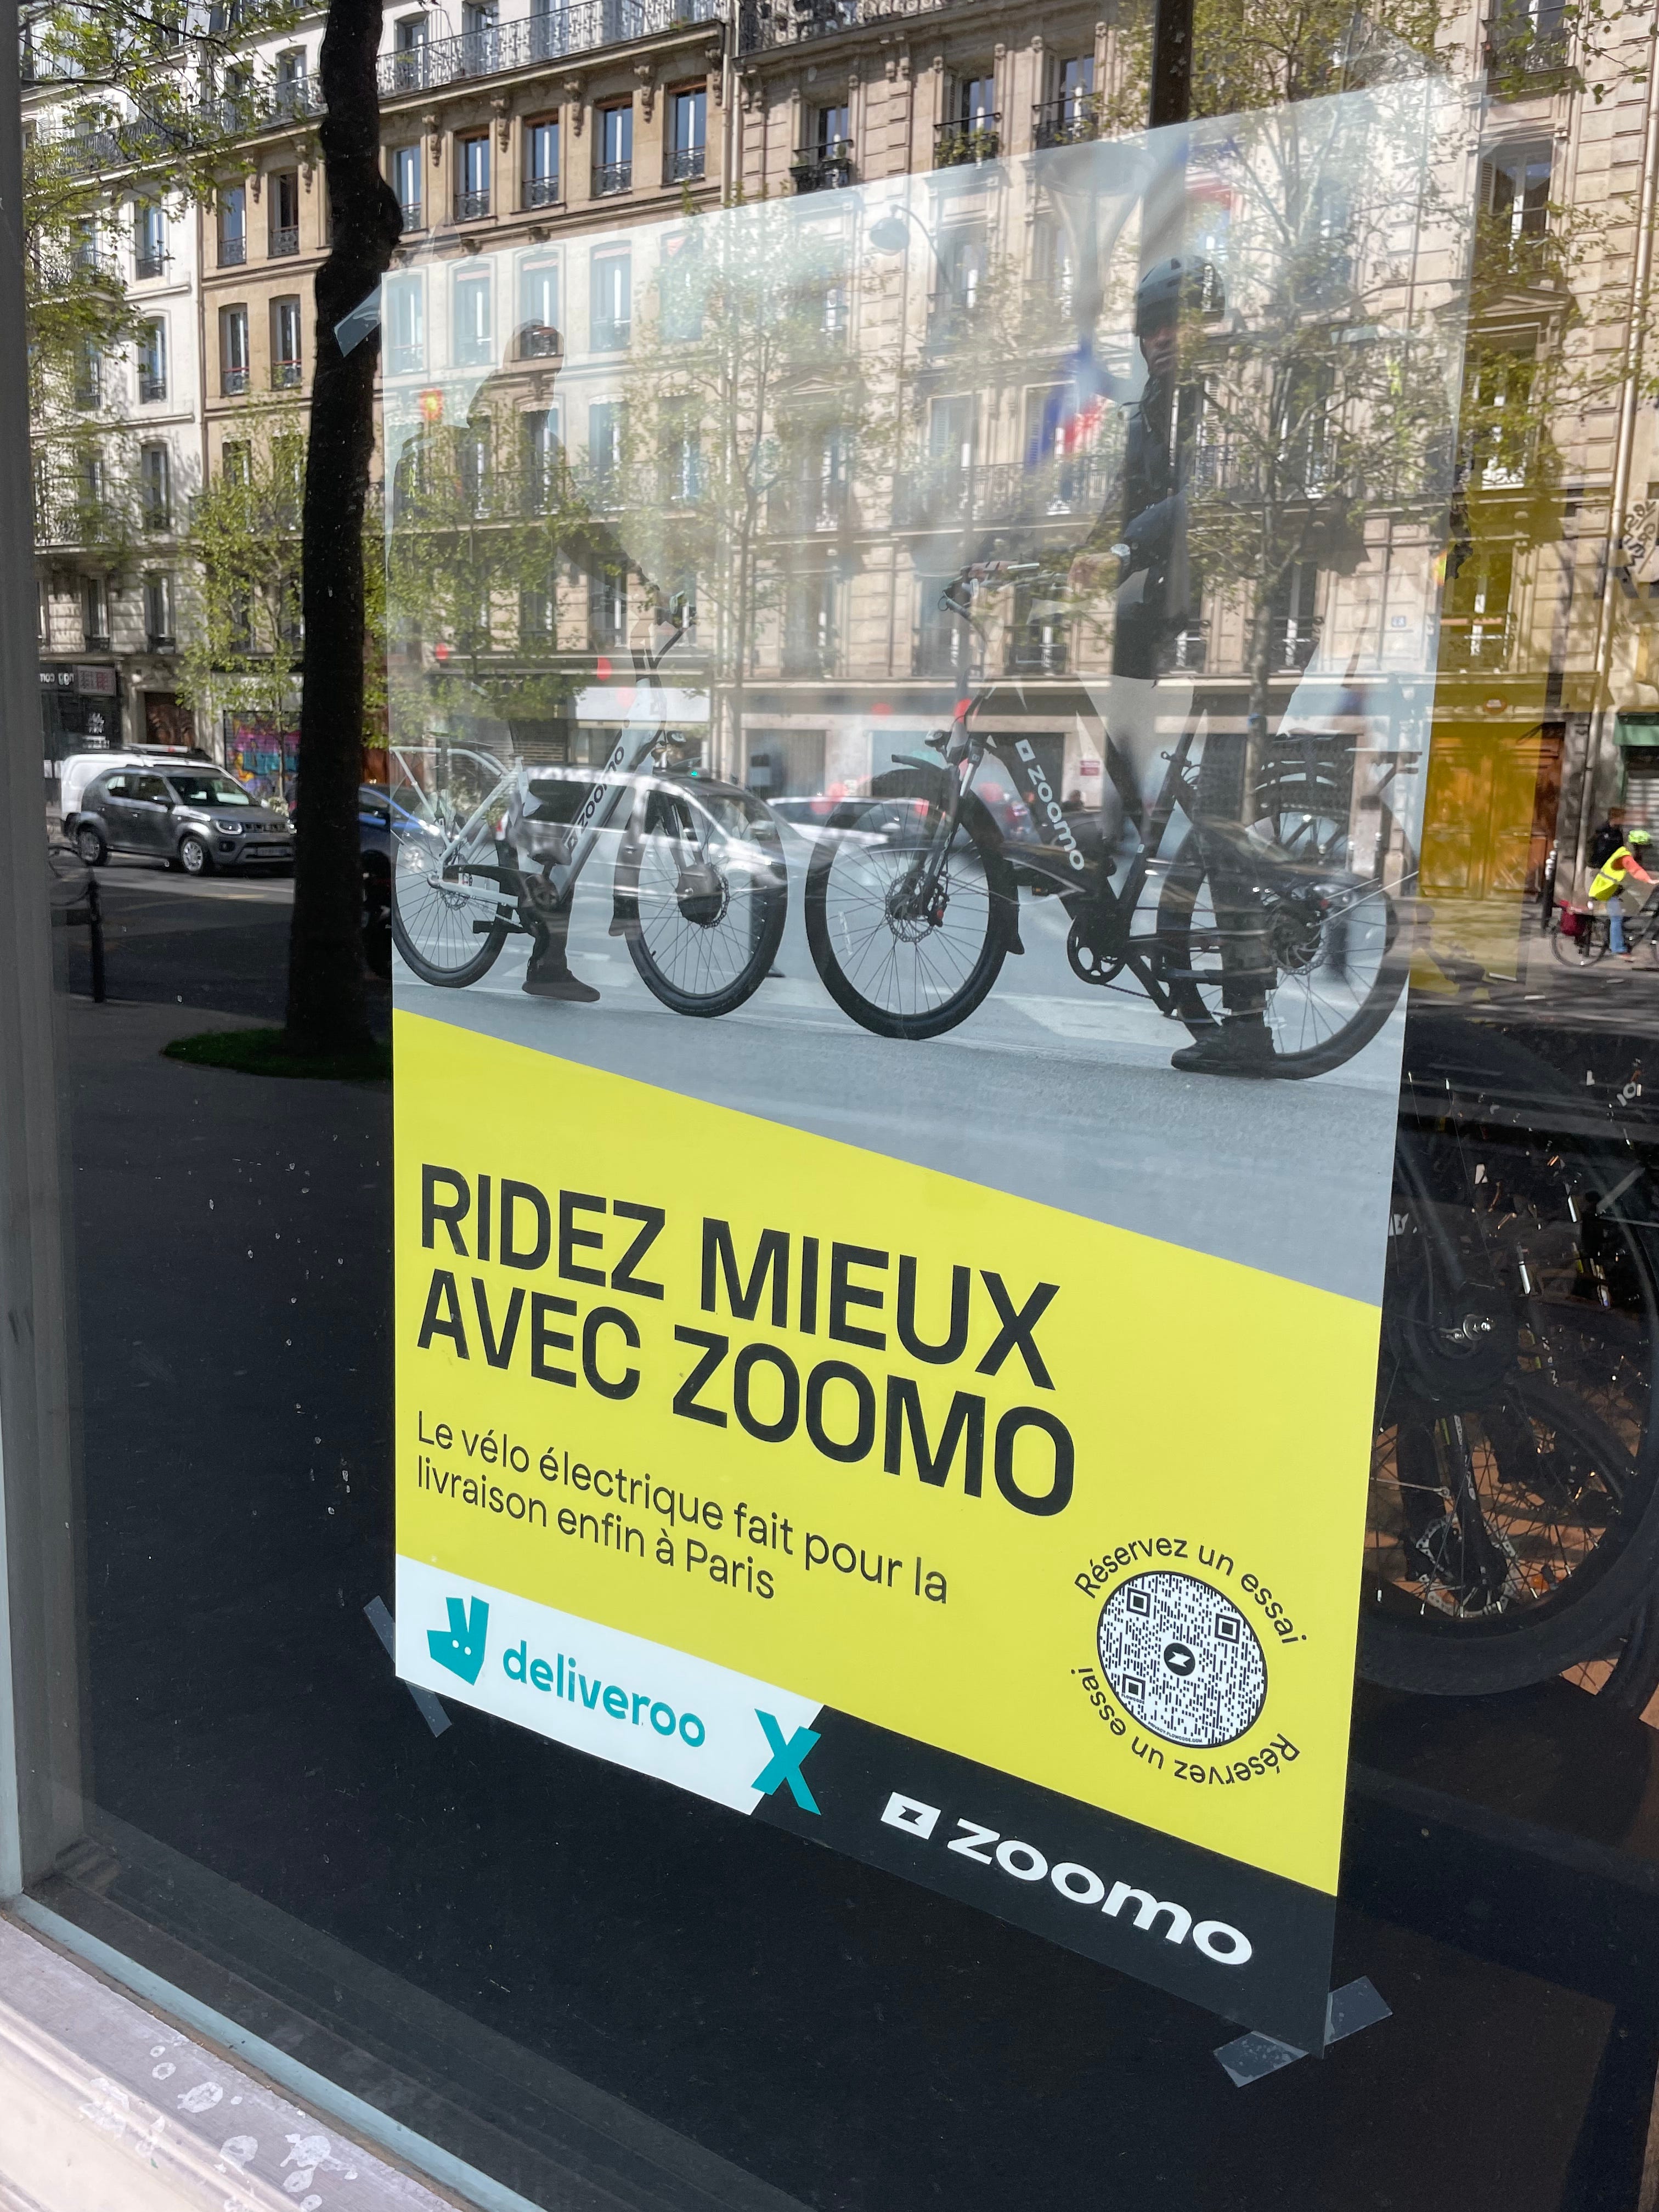 zoomo
zoomo
RIDEZ MIEUX
AVEC ZOOMO
Le vélo électrique fait pour la
livraison enfin à Paris
Réservez un essai
Réservez un essai
deliveroo
X
zoomo